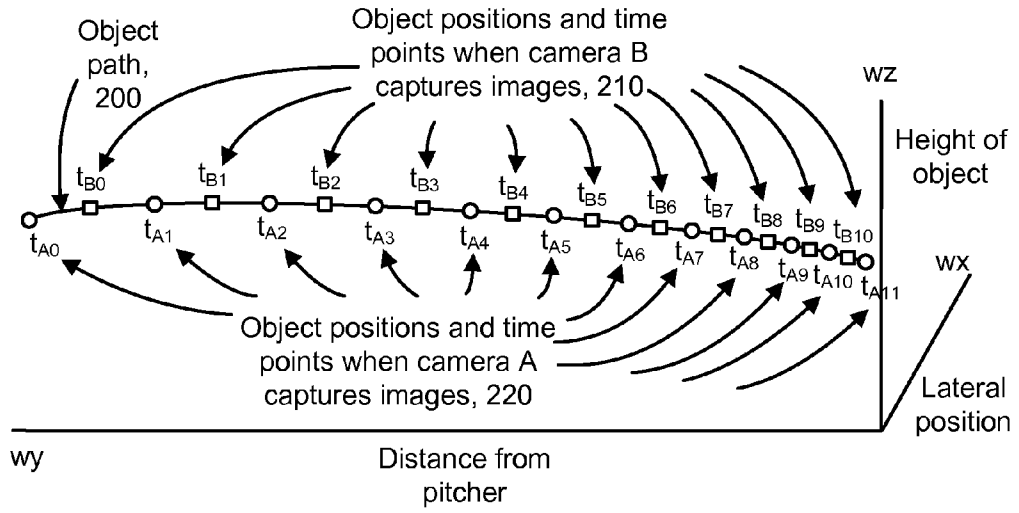 Object
path,
200
Object positions and time
points when camera B
captures images, 210
wz
Height of
object
tB0
tB1
tB2
tB3
tB4
tB5
tB6
tB7
tB8
tB9
tB10
tA0
tA1
tA2
tA3
tA4
tA5
tA6
tA7
tA8
tA9
tA10
tA11
wx
Object positions and time
points when camera A
captures images, 220
Lateral
position
wy
Distance from
pitcher